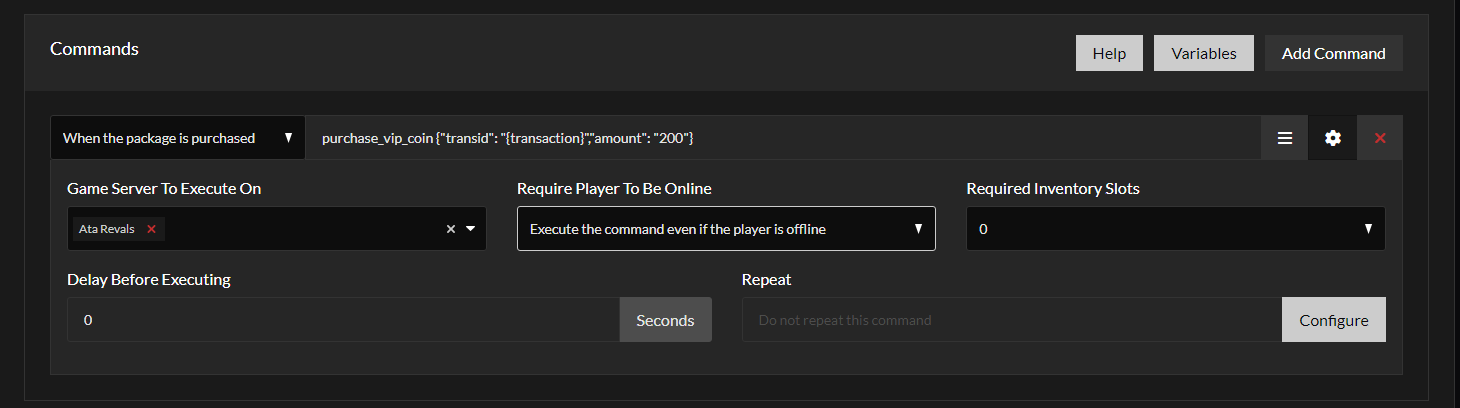 Commands
Help
Variables
Add Command
When the package is purchased
purchase_vip_coin {"transid": "{transaction}","amount": "200"}
Game Server To Execute On
Require Player To Be Online
Required Inventory Slots
Ata Revals
Execute the command even if the player is offline
0
Delay Before Executing
Repeat
0
Seconds
Do not repeat this command
Configure